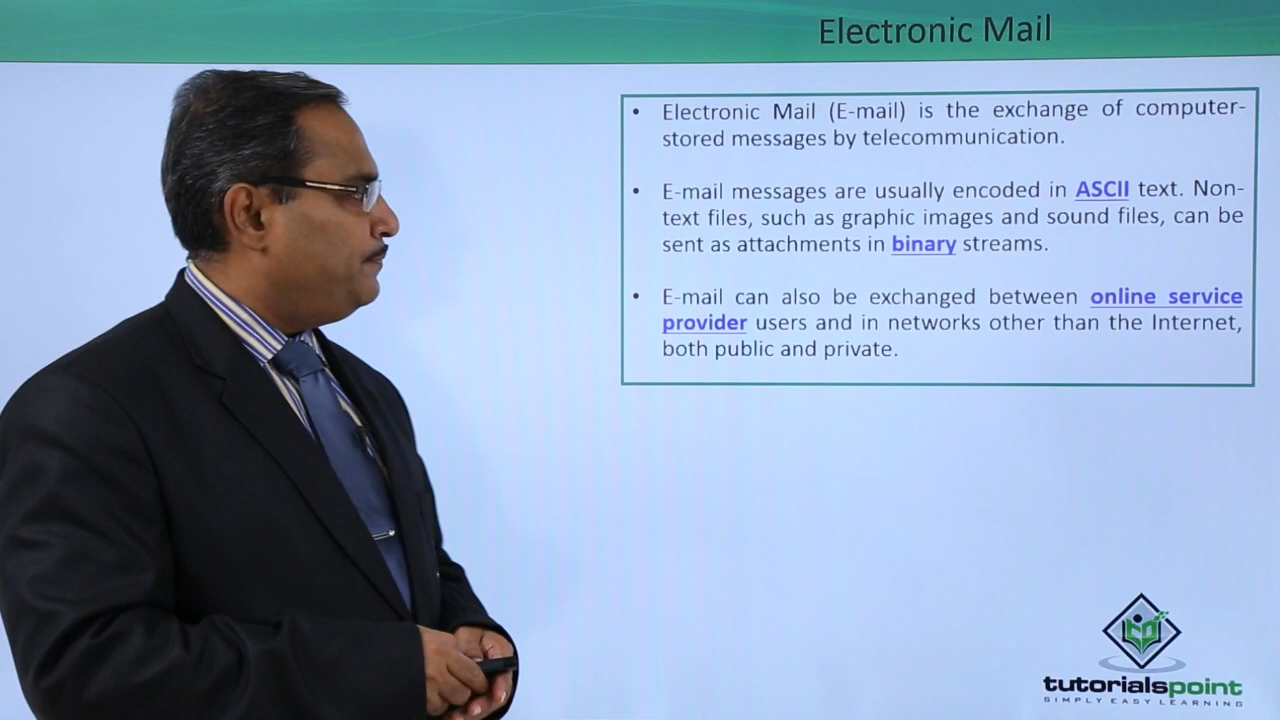 Electronic Mail
• Electronic Mail (E-mail) is the exchange of computer-
stored messages by telecommunication.
• E-mail messages are usually encoded in ASCII text. Non-
text files, such as graphic images and sound files, can be
sent as attachments in binary streams.
• E-mail can also be exchanged between online service
provider users and in networks other than the Internet,
both public and private.
tutorialspoint
SIMPLY EASY LEARNING